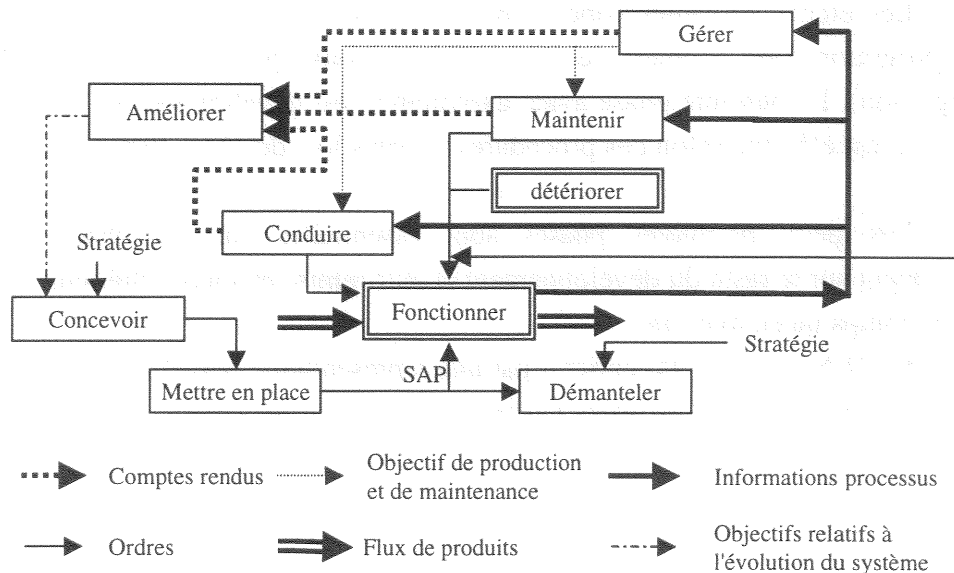 Gérer
Améliorer
Maintenir
détériorer
Conduire
Stratégie
Concevoir
Fonctionner
Stratégie
SAP
Mettre en place
Démanteler
Comptes rendus
Objectif de production
et de maintenance
Informations processus
Ordres
Flux de produits
Objectifs relatifs à
l'évolution du système